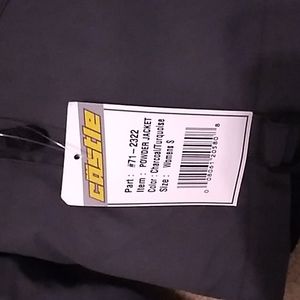 castle
Part : #71-2322
Item : POWDER JACKET
Color : Charcoal/Turquoise
Size : Womens S